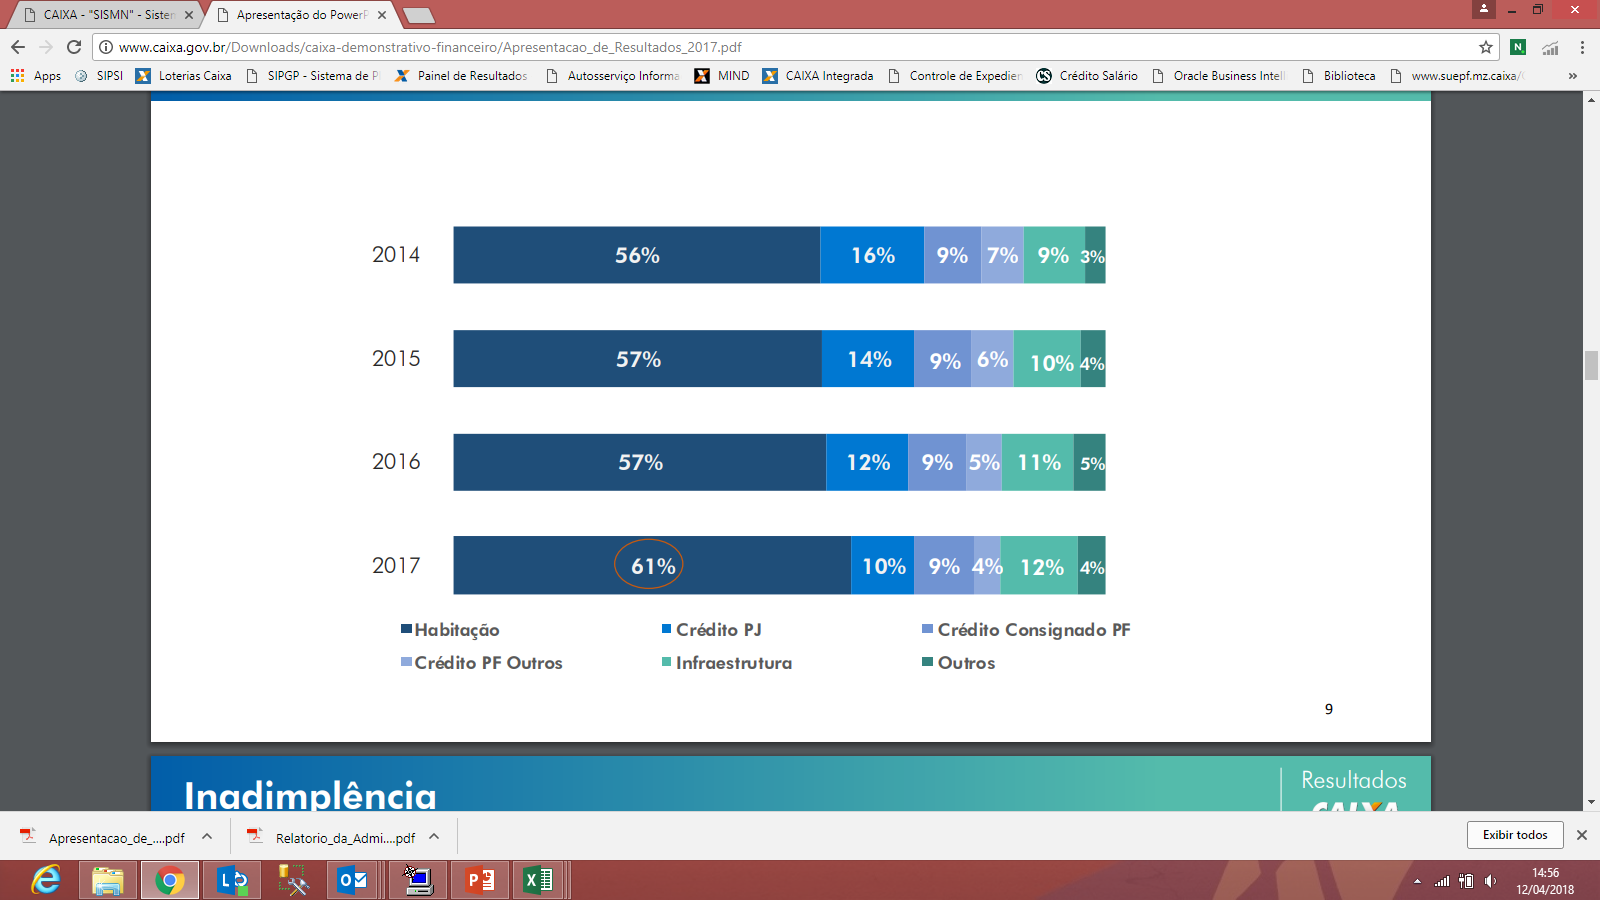 CAIXA - "SISMN" - Sisten
Apresentação do PowerP
www.caixa.gov.br/Downloads/caixa-demonstrativo-financeiro/Apresentacao_de_Resultados_2017.pdf
Apps SIPSI Loterias Caixa SIPGP - Sistema de P Painel de Resultados Autosserviço Informa MIND CAIXA Integrada Controle de Expedien Crédito Salário Oracle Business Intel Biblioteca www.suepf.mz.caixa/ »
2014 56% 16% 9% 7% 9% 3%
2015 57% 14% 9% 6% 10% 4%
2016 57% 12% 9% 5% 11% 5%
2017 61% 10% 9% 4% 12% 4%
Habitação Crédito PJ Crédito Consignado PF
Crédito PF Outros Infraestrutura Outros
9
Inadimplência
Resultados
CAIXA
Apresentacao_de_....pdf Relatorio_da_Admi....pdf Exibir todos
14:56
12/04/2018